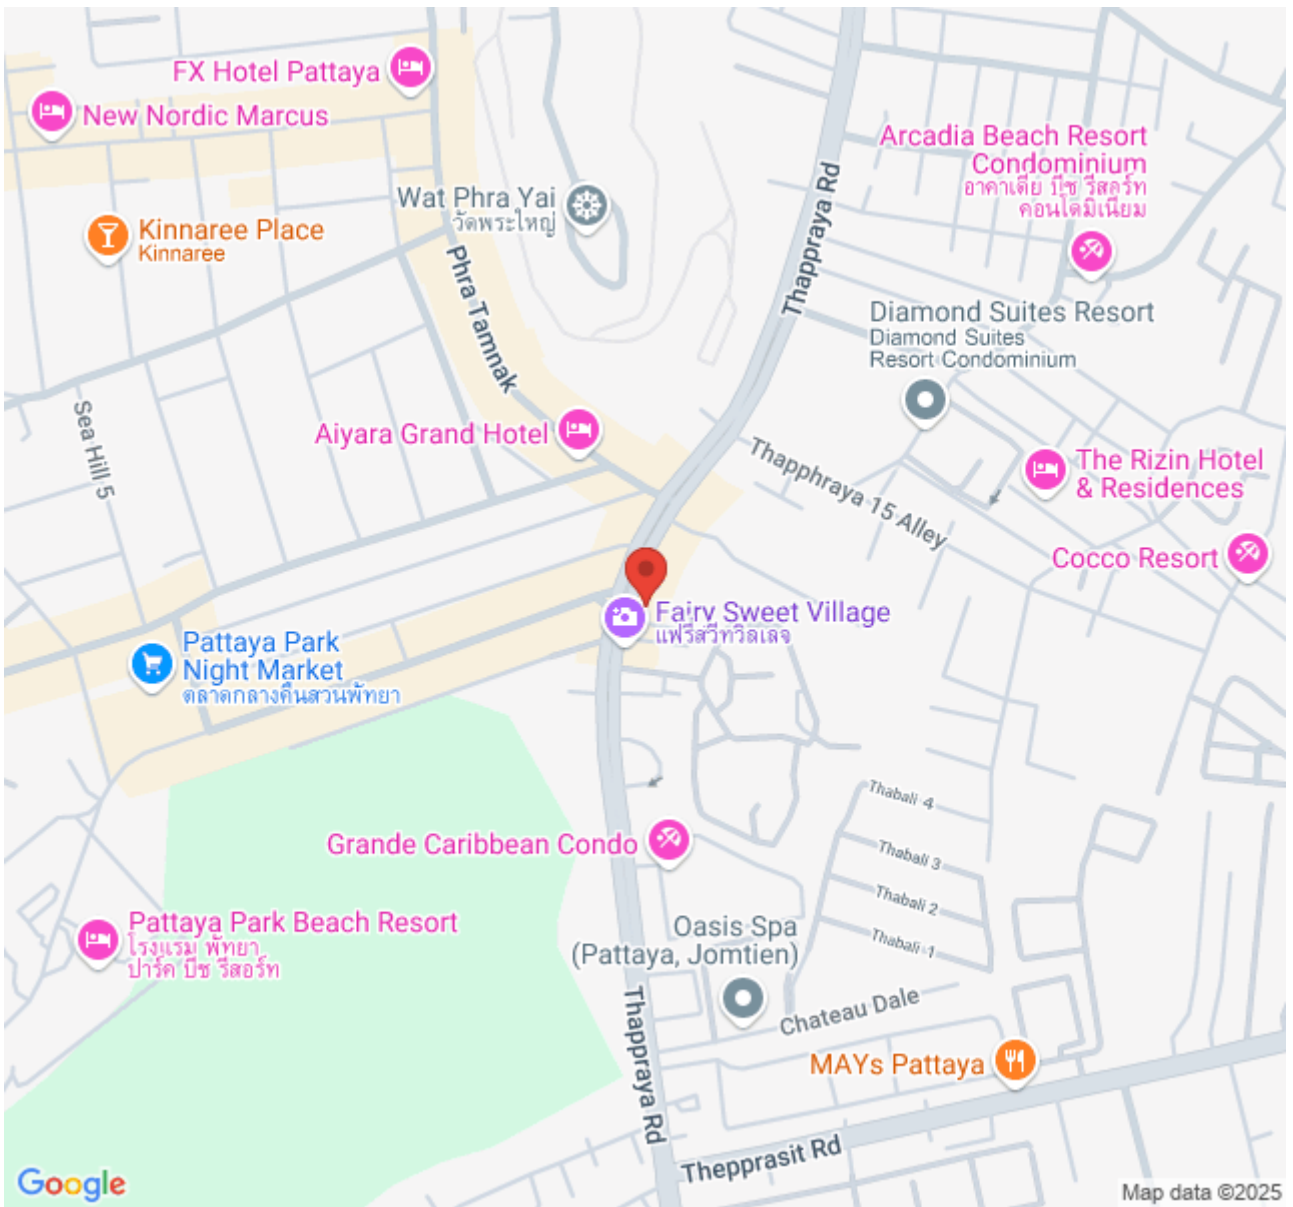 FX Hotel Pattaya
New Nordic Marcus
Arcadia Beach Resort
Condominium
อาคาเดีย บีช รีสอร์ท
คอนโดมิเนียม
Thappraya Rd
Wat Phra Yai
วัดพระใหญ่
Kinnaree Place
Kinnaree
Phra Tamnak
Diamond Suites Resort
Diamond Suites
Resort Condominium
Sea Hill 5
Aiyara Grand Hotel
Thapphraya 15 Alley
The Rizin Hotel
& Residences
Cocco Resort
Fairy Sweet Village
แฟรี่สวีทวิลเลจ
Pattaya Park
Night Market
ตลาดกลางคืนสวนพัทยา
Thabali 4
Grande Caribbean Condo
Thabali 3
Thabali 2
Pattaya Park Beach Resort
โรงแรม พัทยา
ปาร์ค บีช รีสอร์ท
Oasis Spa
(Pattaya, Jomtien)
Thabali 1
Chateau Dale
Thappraya Rd
MAYs Pattaya
Thepprasit Rd
Google
Map data ©2025